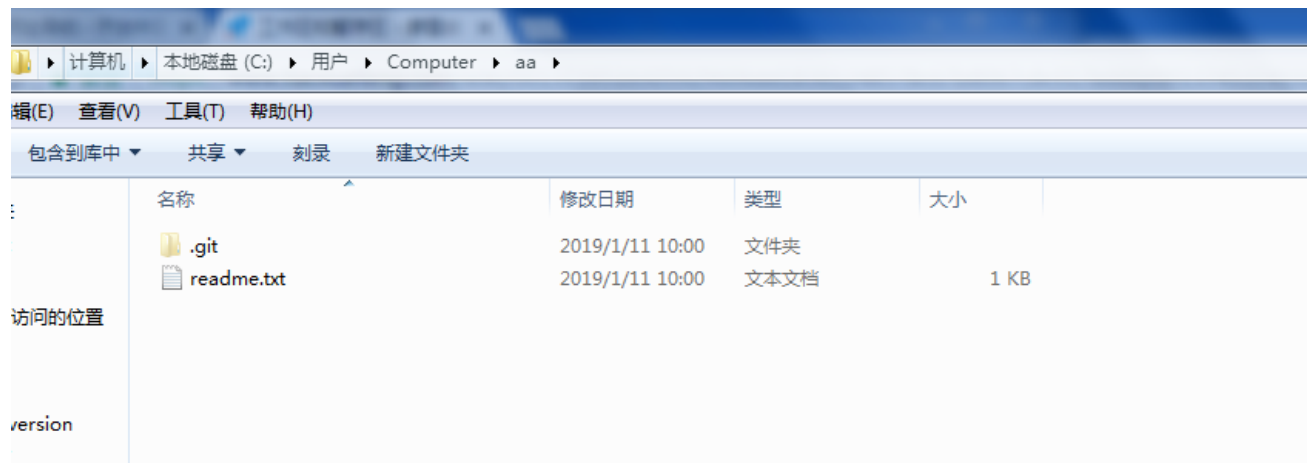 计算机 本地磁盘 (C:) 用户 Computer aa
辑(E) 查看(V) 工具(T) 帮助(H)
包含到库中 共享 刻录 新建文件夹
名称 修改日期 类型 大小
.git 2019/1/11 10:00 文件夹
readme.txt 2019/1/11 10:00 文本文档 1 KB
访问的位置
version